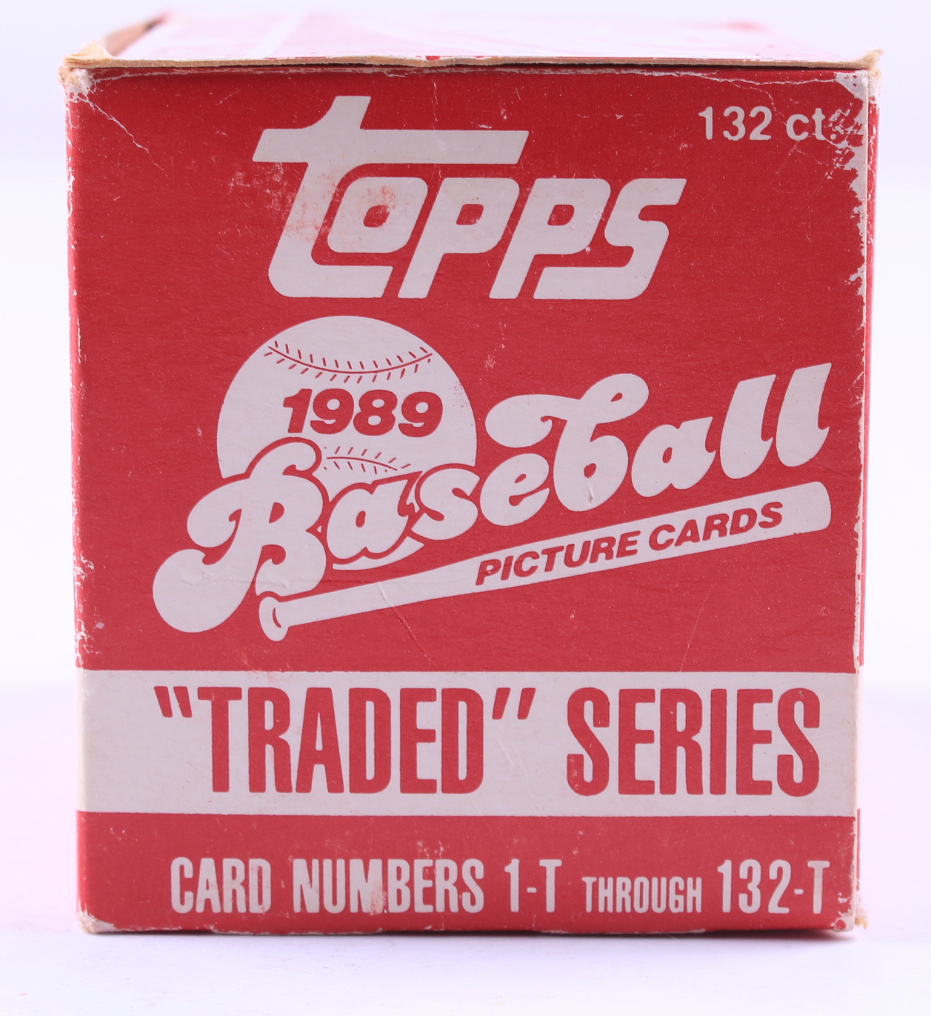 132 ct.
topps
1989
Baseball
PICTURE CARDS
"TRADED" SERIES
CARD NUMBERS 1-T THROUGH 132-T